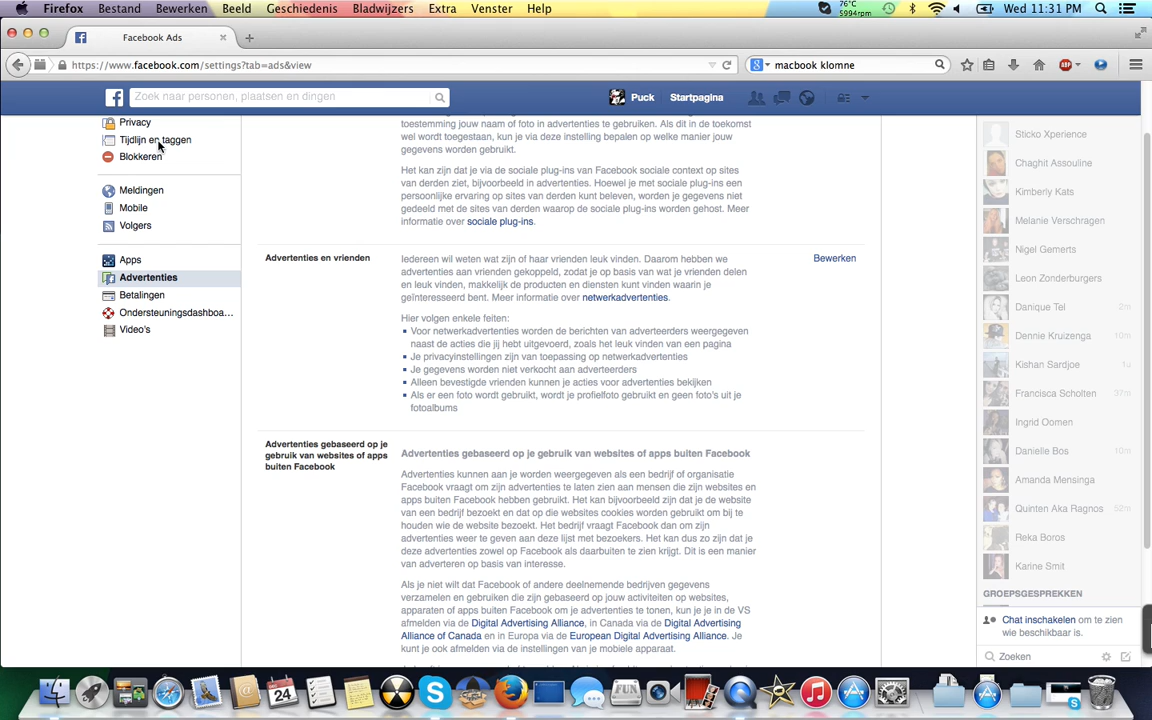 Firefox Bestand Bewerken Beeld Geschiedenis Bladwijzers Extra Venster Help 76°C 5994rpm Wed 11:31 PM
Facebook Ads
https://www.facebook.com/settings?tab=ads&view macbook klomne
Zoek naar personen, plaatsen en dingen Puck Startpagina
Privacy
Tijdlijn en taggen
Blokkeren
Meldingen
Mobile
Volgers
Apps
Advertenties
Betalingen
Ondersteuningsdashboa...
Video's
toestemming jouw naam of foto in advertenties te gebruiken. Als dit in de toekomst
wel wordt toegestaan, kun je via deze instelling bepalen op welke manier jouw
gegevens worden gebruikt.
Het kan zijn dat je via de sociale plug-ins van Facebook sociale context op sites
van derden ziet, bijvoorbeeld in advertenties. Hoewel je met sociale plug-ins een
persoonlijke ervaring op sites van derden kunt beleven, worden je gegevens niet
gedeeld met de sites van derden waarop de sociale plug-ins worden gehost. Meer
informatie over sociale plug-ins.
Advertenties en vrienden
Iedereen wil weten wat zijn of haar vrienden leuk vinden. Daarom hebben we
advertenties aan vrienden gekoppeld, zodat je op basis van wat je vrienden delen
en leuk vinden, makkelijk de producten en diensten kunt vinden waarin je
geïnteresseerd bent. Meer informatie over netwerkadvertenties.
Bewerken
Hier volgen enkele feiten:
Voor netwerkadvertenties worden de berichten van adverteerders weergegeven
naast de acties die jij hebt uitgevoerd, zoals het leuk vinden van een pagina
Je privacyinstellingen zijn van toepassing op netwerkadvertenties
Je gegevens worden niet verkocht aan adverteerders
Alleen bevestigde vrienden kunnen je acties voor advertenties bekijken
Als er een foto wordt gebruikt, wordt je profielfoto gebruikt en geen foto's uit je
fotoalbums
Advertenties gebaseerd op je
gebruik van websites of apps
buiten Facebook
Advertenties gebaseerd op je gebruik van websites of apps buiten Facebook
Advertenties kunnen aan je worden weergegeven als een bedrijf of organisatie
Facebook vraagt om zijn advertenties te laten zien aan mensen die zijn websites en
apps buiten Facebook hebben gebruikt. Het kan bijvoorbeeld zijn dat je de website
van een bedrijf bezoekt en dat op die websites cookies worden gebruikt om bij te
houden wie de website bezoekt. Het bedrijf vraagt Facebook dan om zijn
advertenties weer te geven aan deze lijst met bezoekers. Het kan dus zo zijn dat je
deze advertenties zowel op Facebook als daarbuiten te zien krijgt. Dit is een manier
van adverteren op basis van interesse.
Als je niet wilt dat Facebook of andere deelnemende bedrijven gegevens
verzamelen en gebruiken die zijn gebaseerd op jouw activiteiten op websites,
apparaten of apps buiten Facebook om je advertenties te tonen, kun je je in de VS
afmelden via de Digital Advertising Alliance, in Canada via de Digital Advertising
Alliance of Canada en in Europa via de European Digital Advertising Alliance. Je
kunt je ook afmelden via de instellingen van je mobiele apparaat.
Sticko Xperience
Chaghit Assouline
Kimberly Kats
Melanie Verschragen
Nigel Gemerts
Leon Zonderburgers
Danique Tel 2m
Dennie Kruizenga 10m
Kishan Sardjoe 1u
Francisca Scholten 37m
Ingrid Oomen
Daniëlle Bos 10m
Amanda Mensinga
Quinten Aka Ragnos 52m
Reka Boros
Karine Smit
GROEPSGESPREKKEN
Chat inschakelen om te zien
wie beschikbaar is.
Zoeken
24
FUN